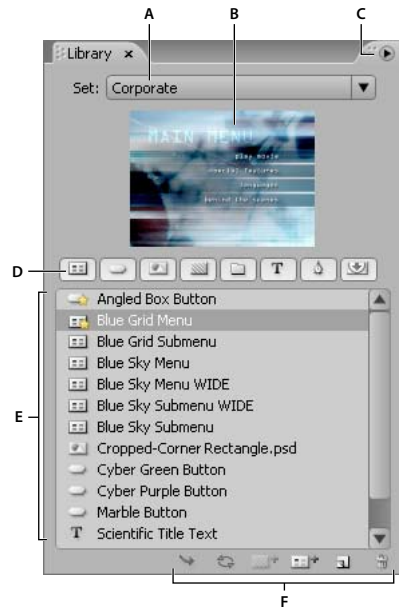 A B C
Library ×
Set: Corporate
MAIN MENU
play movie
special features
languages
behind the scenes
D
T
Angled Box Button
Blue Grid Menu
Blue Grid Submenu
Blue Sky Menu
Blue Sky Menu WIDE
Blue Sky Submenu WIDE
Blue Sky Submenu
E
Cropped-Corner Rectangle.psd
Cyber Green Button
Cyber Purple Button
Marble Button
T Scientific Title Text
F